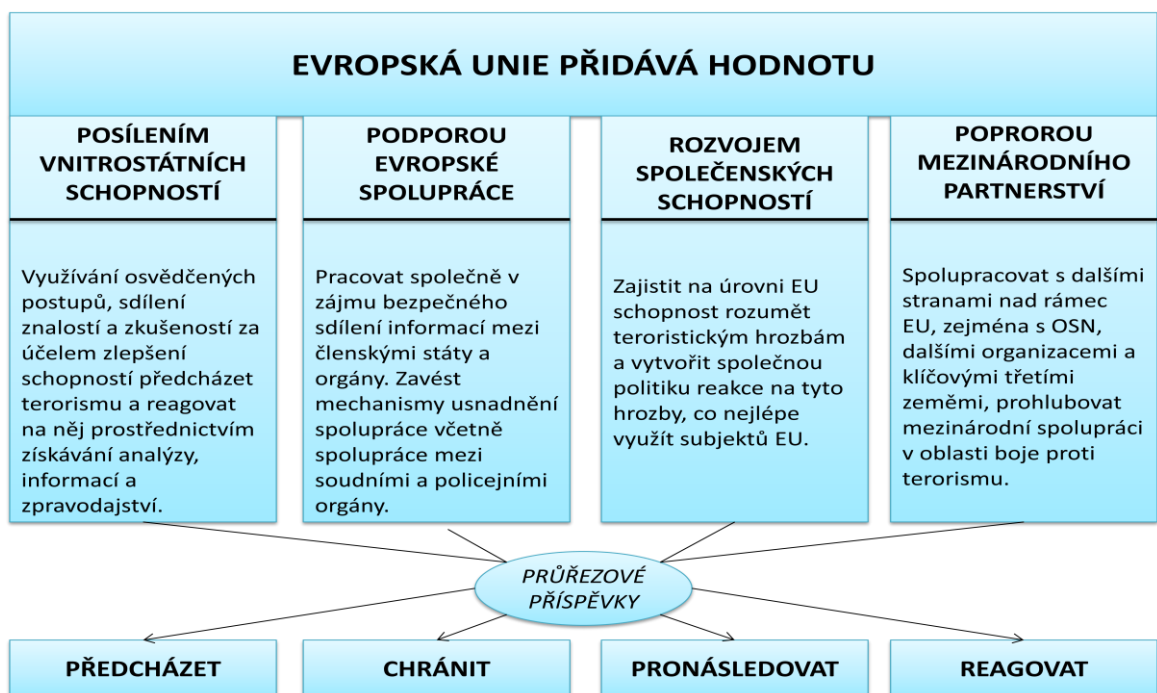 EVROPSKÁ UNIE PŘIDÁVÁ HODNOTU
POSÍLENÍM
VNITROSTÁTNÍCH
SCHOPNOSTÍ
Využívání osvědčených
postupů, sdílení
znalostí a zkušeností za
účelem zlepšení
schopností předcházet
terorismu a reagovat
na něj prostřednictvím
získávání analýzy,
informací a
zpravodajství.
PODPOROU
EVROPSKÉ
SPOLUPRÁCE
Pracovat společně v
zájmu bezpečného
sdílení informací mezi
členskými státy a
orgány. Zavést
mechanismy usnadnění
spolupráce včetně
spolupráce mezi
soudními a policejními
orgány.
ROZVOJEM
SPOLEČENSKÝCH
SCHOPNOSTÍ
Zajistit na úrovni EU
schopnost rozumět
teroristickým hrozbám
a vytvořit společnou
politiku reakce na tyto
hrozby, co nejlépe
využít subjektů EU.
POPROROU
MEZINÁRODNÍHO
PARTNERSTVÍ
Spolupracovat s dalšími
stranami nad rámec
EU, zejména s OSN,
dalšími organizacemi a
klíčovými třetími
zeměmi, prohlubovat
mezinárodní spolupráci
v oblasti boje proti
terorismu.
PRŮŘEZOVÉ
PŘÍSPĚVKY
PŘEDCHÁZET
CHRÁNIT
PRONÁSLEDOVAT
REAGOVAT